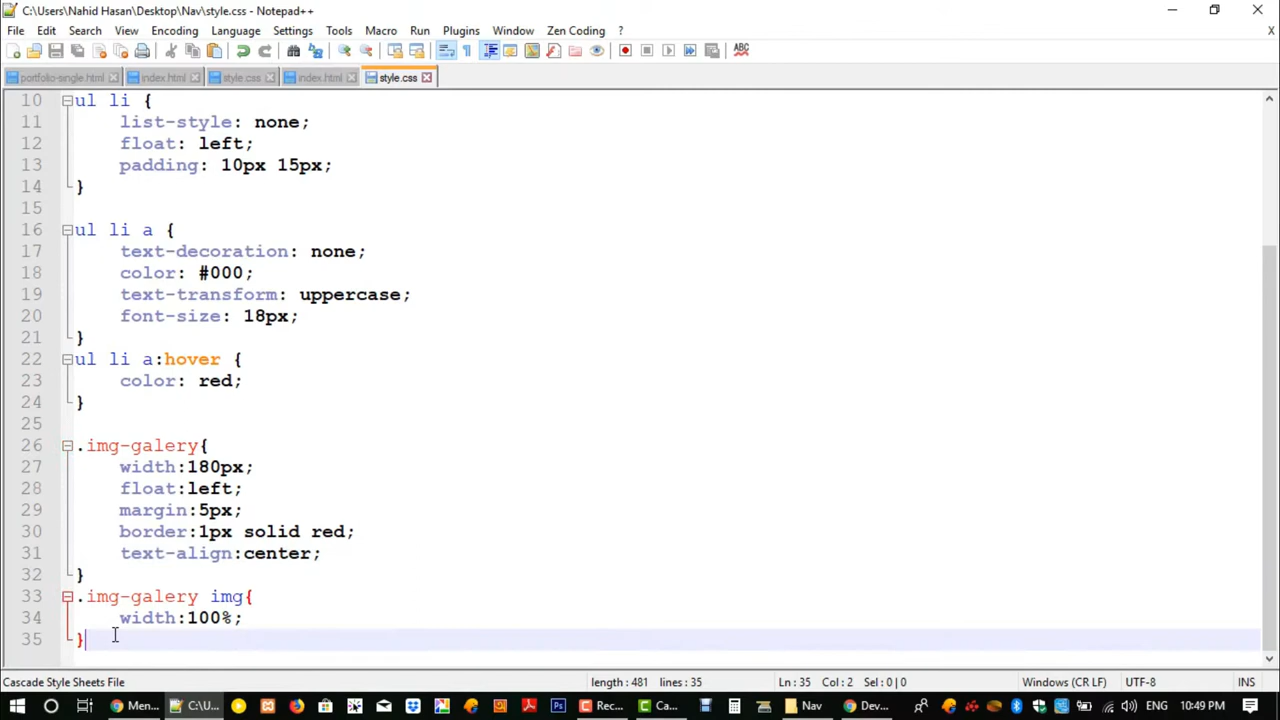 C:\Users\Nahid Hasan\Desktop\Nav\style.css - Notepad++
File Edit Search View Encoding Language Settings Tools Macro Run Plugins Window Zen Coding ? X
portfolio-single.html index.html style.css index.html style.css
10 ul li {
11 list-style: none;
12 float: left;
13 padding: 10px 15px;
14 }
15
16 ul li a {
17 text-decoration: none;
18 color: #000;
19 text-transform: uppercase;
20 font-size: 18px;
21 }
22 ul li a:hover {
23 color: red;
24 }
25
26 .img-galery{
27 width:180px;
28 float:left;
29 margin:5px;
30 border:1px solid red;
31 text-align:center;
32 }
33 .img-galery img{
34 width:100%;
35 }
Cascade Style Sheets File length : 481 lines : 35 Ln : 35 Col : 2 Sel : 0 | 0 Windows (CR LF) UTF-8 INS
Men... C:\U... Rec... Ca... Nav Dev... ENG 10:49 PM